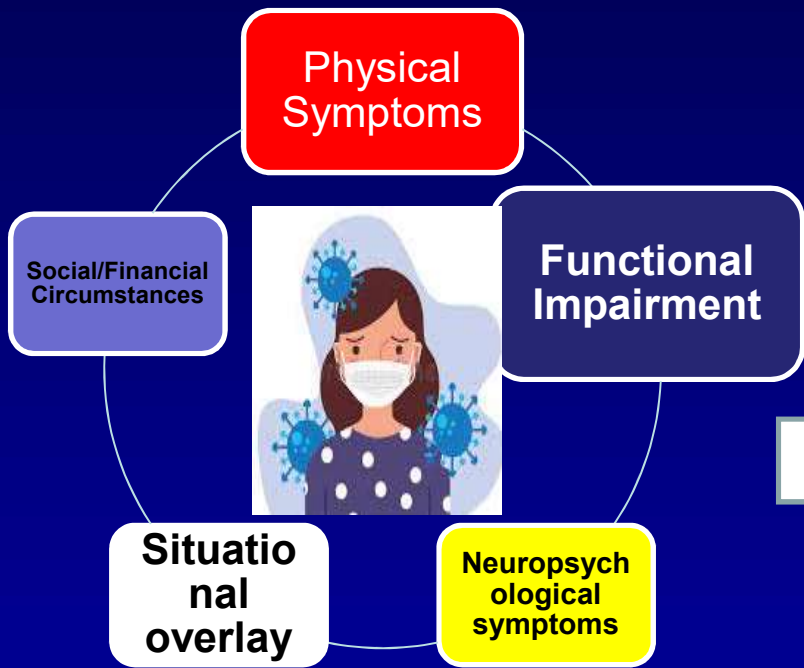 Physical
Symptoms
Functional
Impairment
Neuropsych
ological
symptoms
Situatio
nal
overlay
Social/Financial
Circumstances